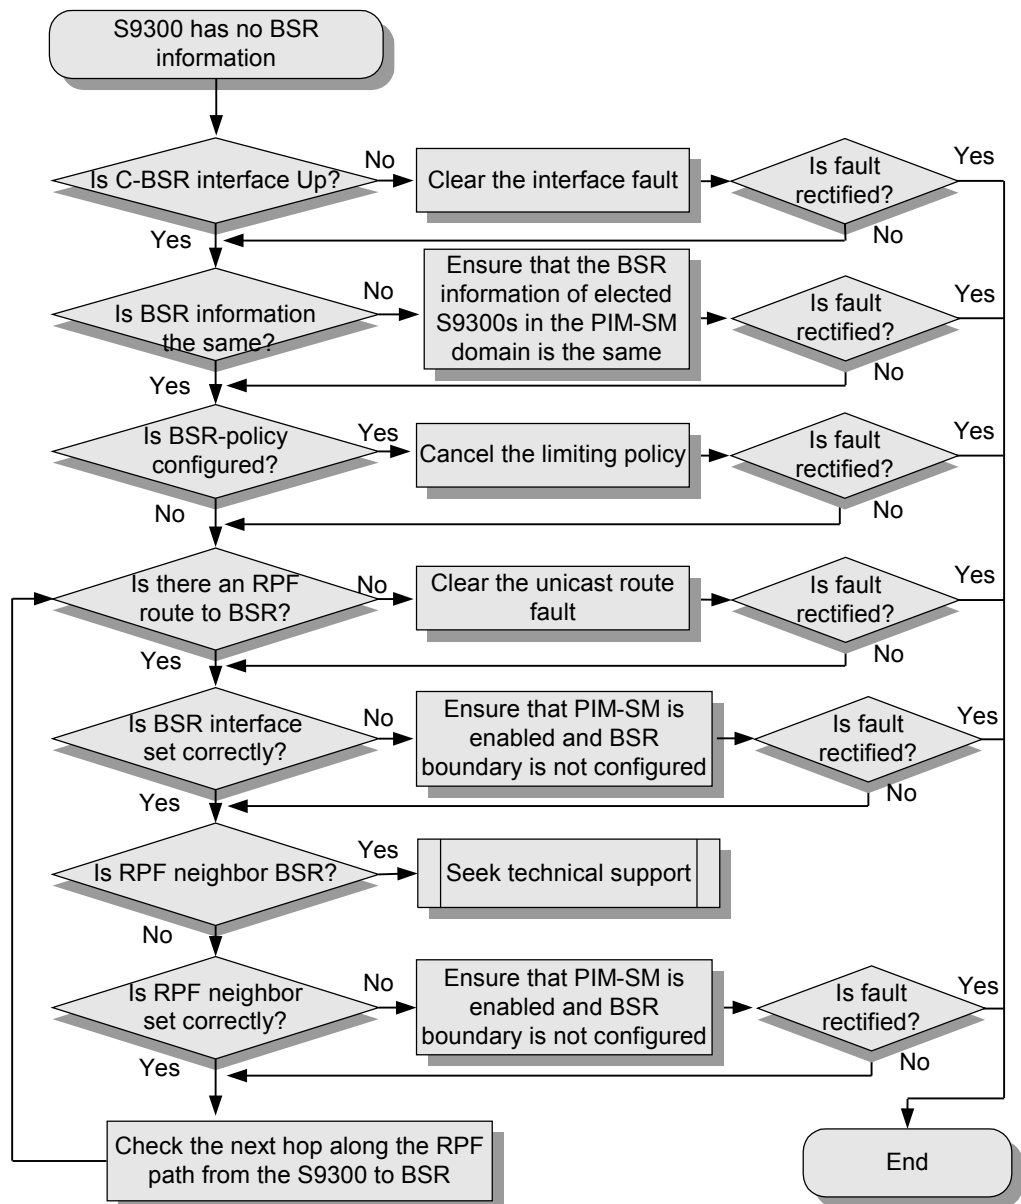 S9300 has no BSR
information
Is C-BSR interface Up?
No
Clear the interface fault
Is fault
rectified?
Yes
No
Yes
Is BSR information
the same?
No
Ensure that the BSR
information of elected
S9300s in the PIM-SM
domain is the same
Is fault
rectified?
Yes
No
Yes
Is BSR-policy
configured?
Yes
Cancel the limiting policy
Is fault
rectified?
Yes
No
No
Is there an RPF
route to BSR?
No
Clear the unicast route
fault
Is fault
rectified?
Yes
No
Yes
Is BSR interface
set correctly?
No
Ensure that PIM-SM is
enabled and BSR
boundary is not configured
Is fault
rectified?
Yes
No
Yes
Is RPF neighbor BSR?
Yes
Seek technical support
No
Is RPF neighbor
set correctly?
No
Ensure that PIM-SM is
enabled and BSR
boundary is not configured
Is fault
rectified?
Yes
No
Yes
Check the next hop along the RPF
path from the S9300 to BSR
End